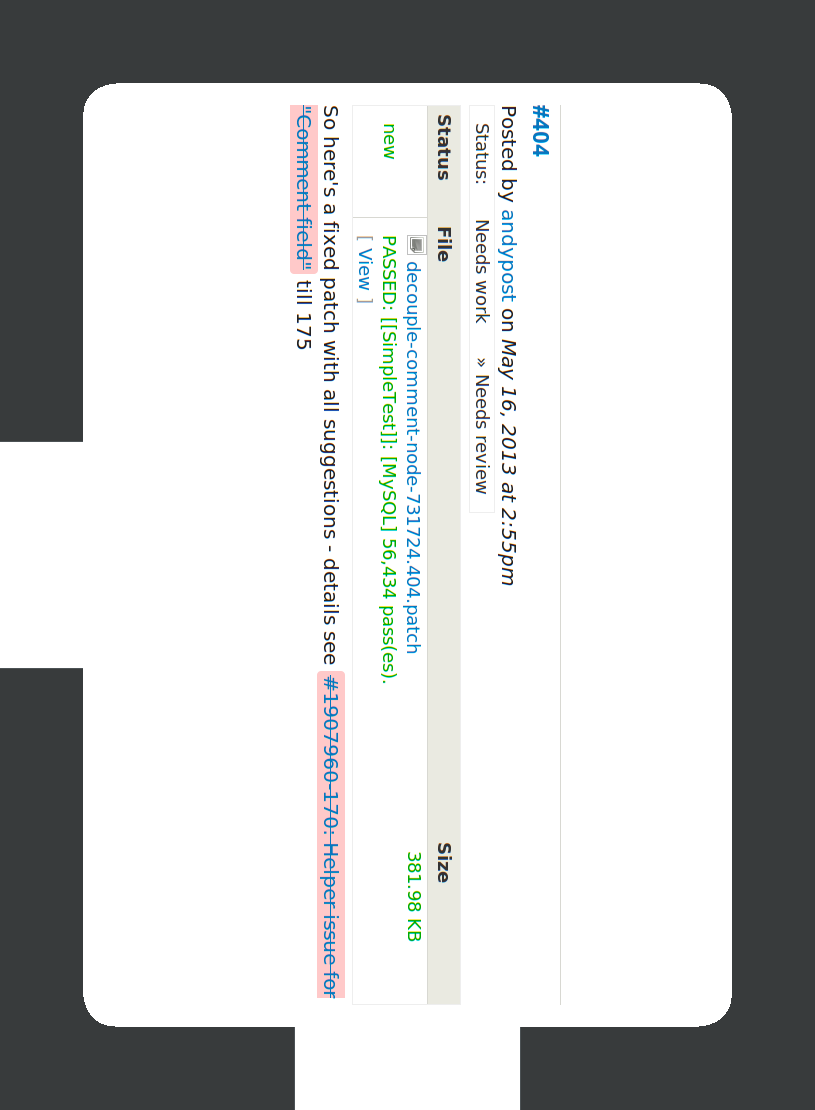 #404
Posted by andypost on May 16, 2013 at 2:55pm
Status: Needs work » Needs review
Status File Size
new decouple-comment-node-731724.404.patch 381.98 KB
PASSED: [[SimpleTest]]: [MySQL] 56,434 pass(es).
[ View ]
So here's a fixed patch with all suggestions - details see #1907960-170: Helper issue for
"Comment field" till 175